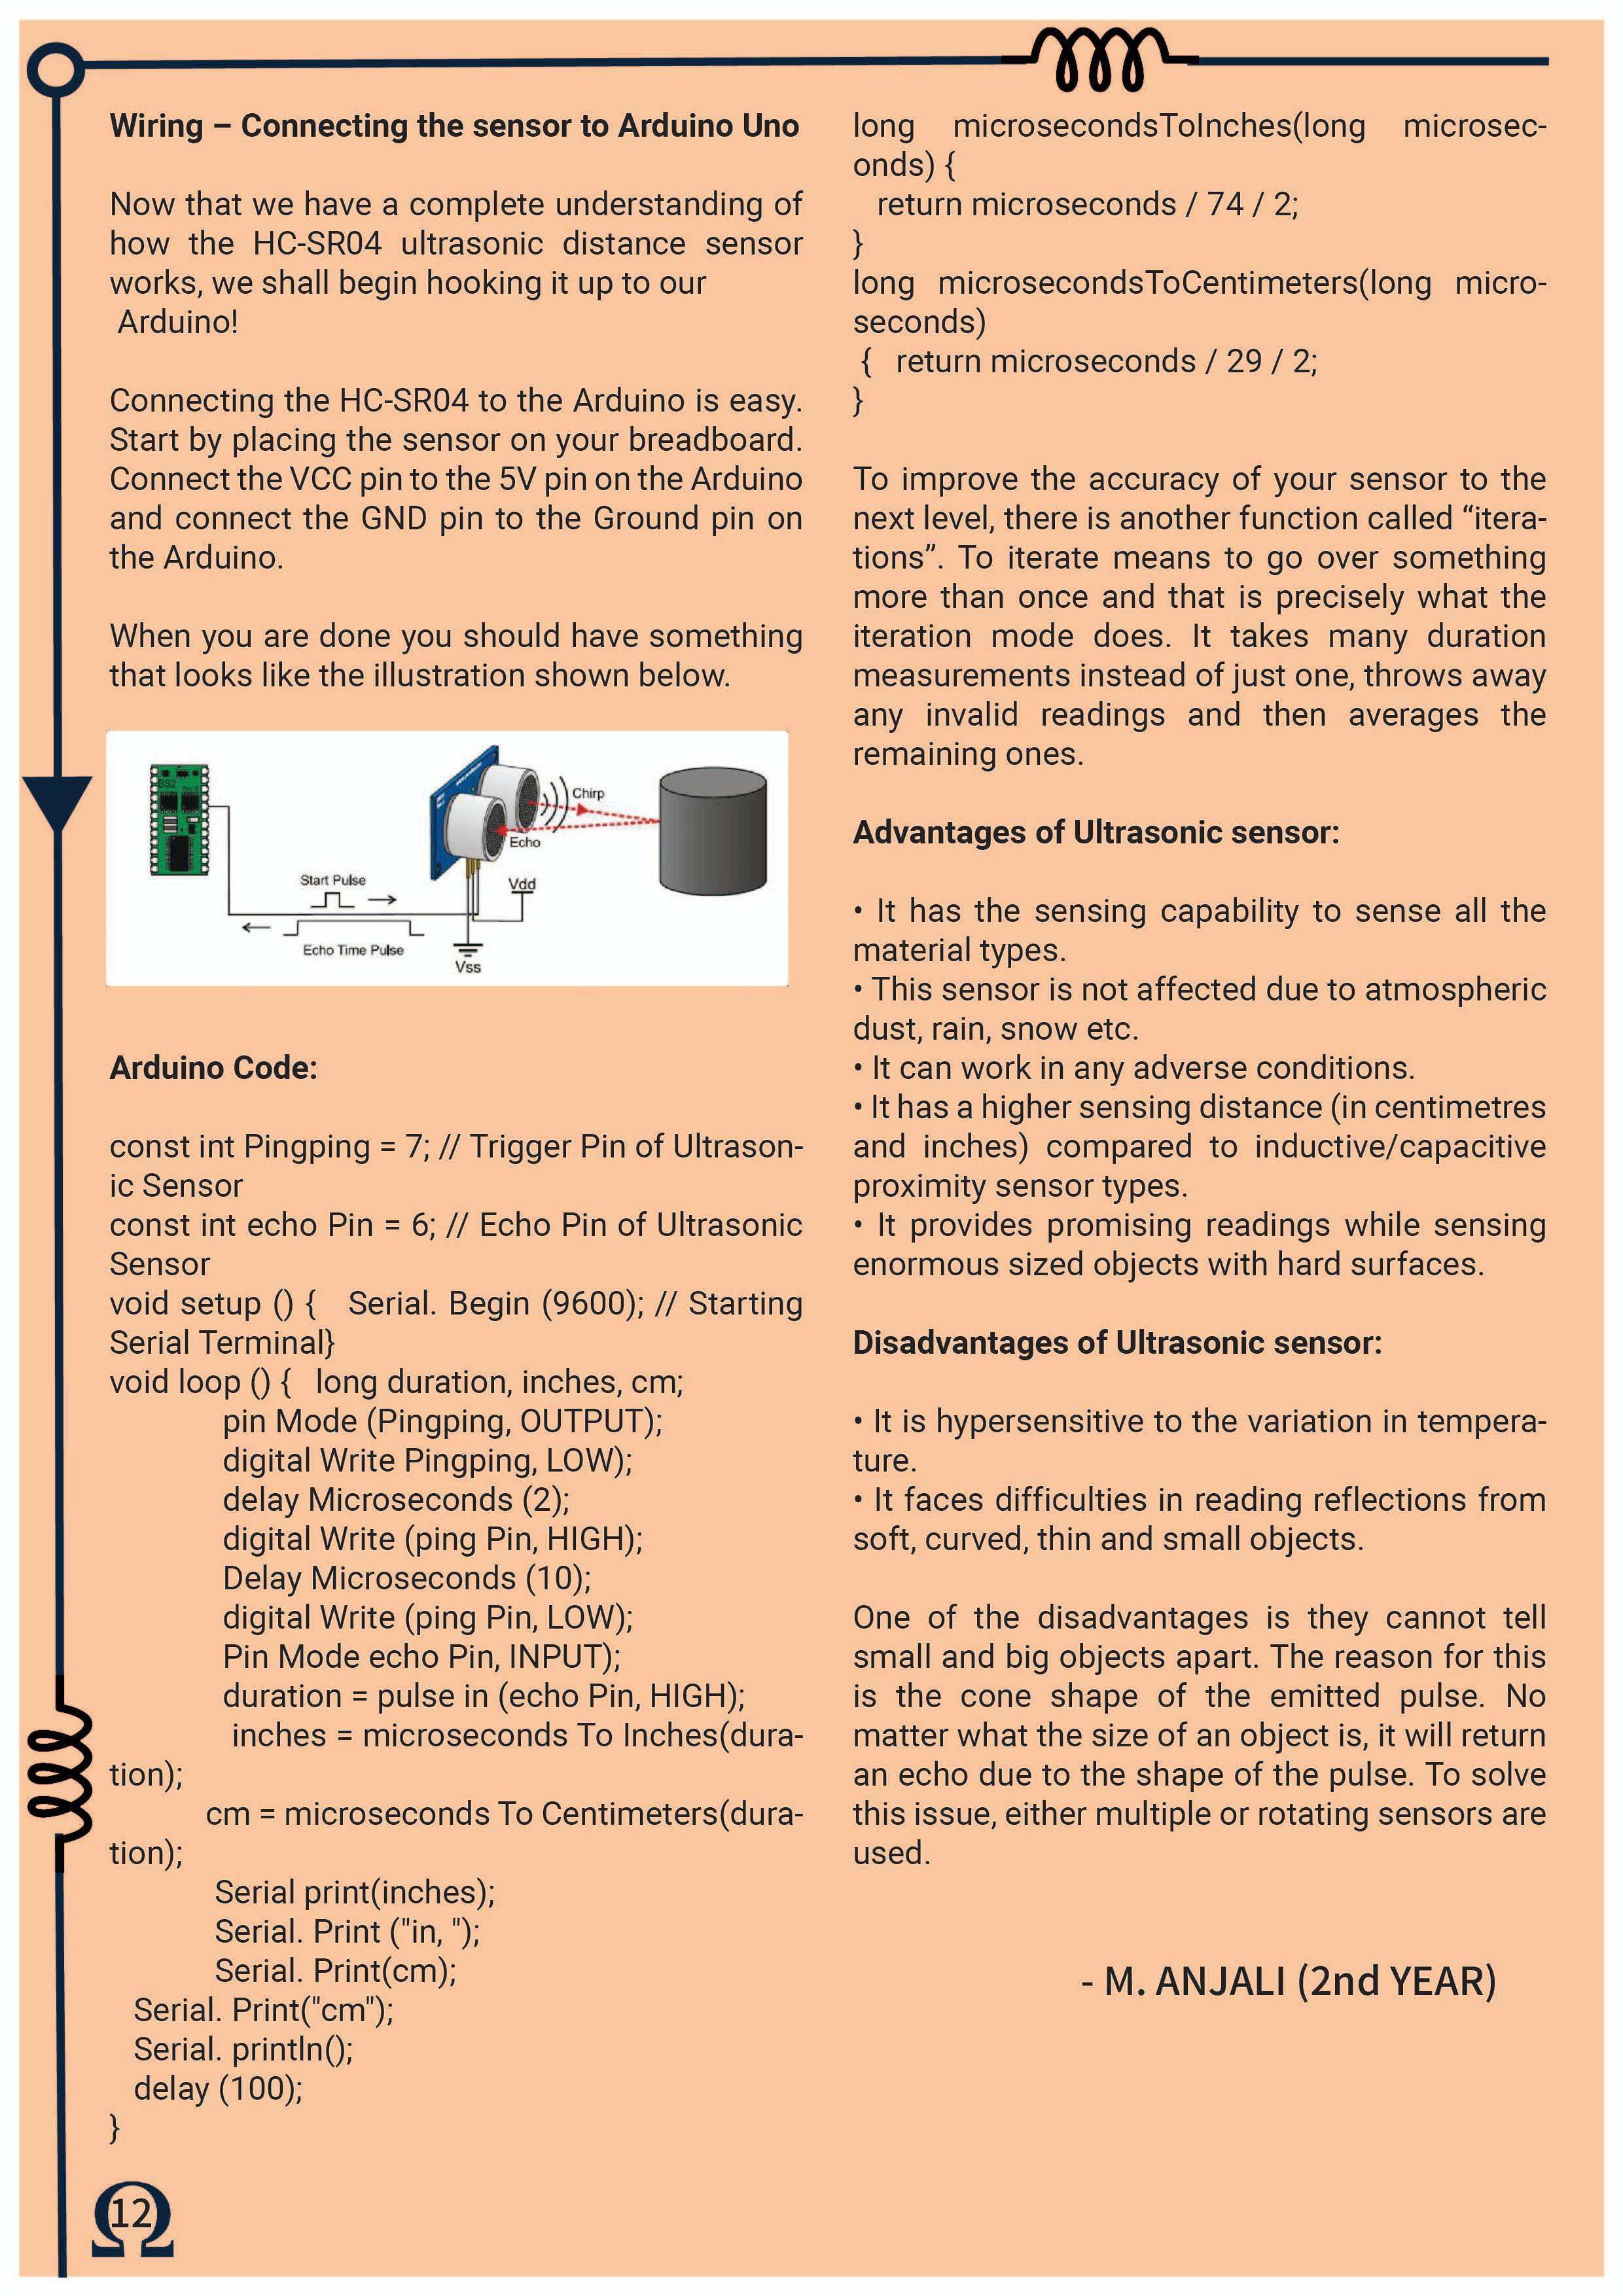 Wiring – Connecting the sensor to Arduino Uno
Now that we have a complete understanding of
how the HC-SR04 ultrasonic distance sensor
works, we shall begin hooking it up to our
Arduino!
Connecting the HC-SR04 to the Arduino is easy.
Start by placing the sensor on your breadboard.
Connect the VCC pin to the 5V pin on the Arduino
and connect the GND pin to the Ground pin on
the Arduino.
When you are done you should have something
that looks like the illustration shown below.
BS2
Chirp
Echo
Start Pulse
Vdd
Echo Time Pulse
Vss
Arduino Code:
const int Pingping = 7; // Trigger Pin of Ultrason-
ic Sensor
const int echo Pin = 6; // Echo Pin of Ultrasonic
Sensor
void setup () {   Serial. Begin (9600); // Starting
Serial Terminal}
void loop () {   long duration, inches, cm;
pin Mode (Pingping, OUTPUT);
digital Write Pingping, LOW);
delay Microseconds (2);
digital Write (ping Pin, HIGH);
Delay Microseconds (10);
digital Write (ping Pin, LOW);
Pin Mode echo Pin, INPUT);
duration = pulse in (echo Pin, HIGH);
inches = microseconds To Inches(dura-
tion);
cm = microseconds To Centimeters(dura-
tion);
Serial print(inches);
Serial. Print ("in, ");
Serial. Print(cm);
Serial. Print("cm");
Serial. println();
delay (100);
}
long microsecondsToInches(long microsec-
onds) {
return microseconds / 74 / 2;
}
long microsecondsToCentimeters(long micro-
seconds)
{   return microseconds / 29 / 2;
}
To improve the accuracy of your sensor to the
next level, there is another function called “itera-
tions”. To iterate means to go over something
more than once and that is precisely what the
iteration mode does. It takes many duration
measurements instead of just one, throws away
any invalid readings and then averages the
remaining ones.
Advantages of Ultrasonic sensor:
• It has the sensing capability to sense all the
material types.
• This sensor is not affected due to atmospheric
dust, rain, snow etc.
• It can work in any adverse conditions.
• It has a higher sensing distance (in centimetres
and inches) compared to inductive/capacitive
proximity sensor types.
• It provides promising readings while sensing
enormous sized objects with hard surfaces.
Disadvantages of Ultrasonic sensor:
• It is hypersensitive to the variation in tempera-
ture.
• It faces difficulties in reading reflections from
soft, curved, thin and small objects.
One of the disadvantages is they cannot tell
small and big objects apart. The reason for this
is the cone shape of the emitted pulse. No
matter what the size of an object is, it will return
an echo due to the shape of the pulse. To solve
this issue, either multiple or rotating sensors are
used.
- M. ANJALI (2nd YEAR)
12